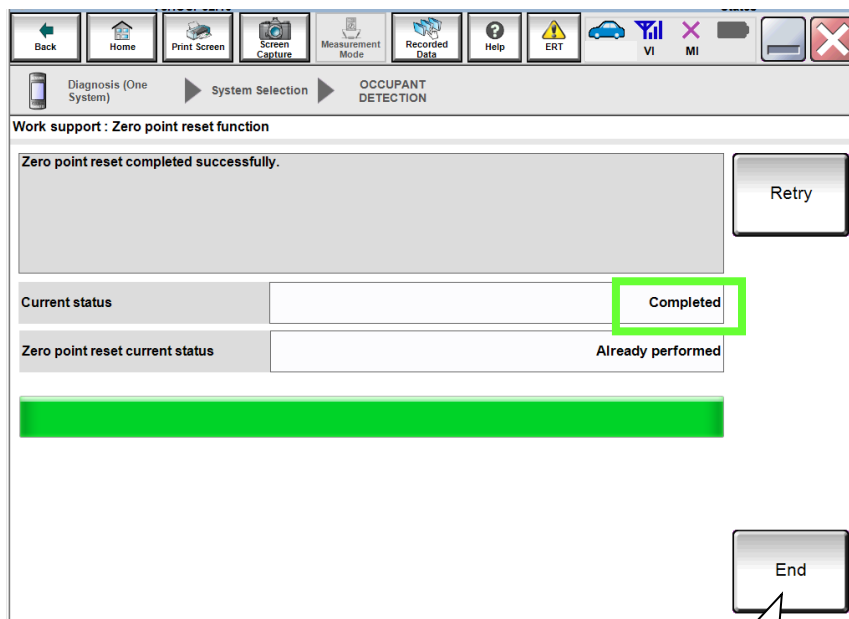 Back
Home
Print Screen
Screen
Capture
Measurement
Mode
Recorded
Data
Help
ERT
VI
MI
Diagnosis (One
System)
System Selection
OCCUPANT
DETECTION
Work support : Zero point reset function
Zero point reset completed successfully.
Retry
Current status
Completed
Zero point reset current status
Already performed
End